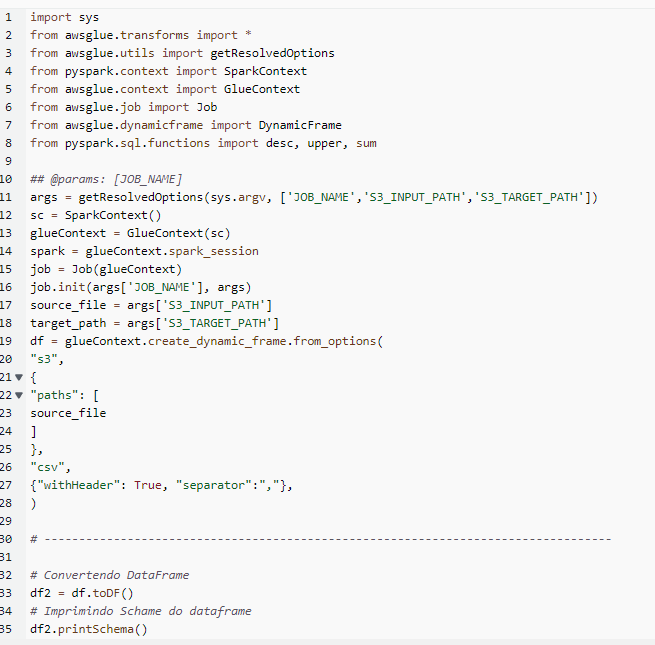 1 import sys
2 from awsglue.transforms import *
3 from awsglue.utils import getResolvedOptions
4 from pyspark.context import SparkContext
5 from awsglue.context import GlueContext
6 from awsglue.job import Job
7 from awsglue.dynamicframe import DynamicFrame
8 from pyspark.sql.functions import desc, upper, sum
9
10 ## @params: [JOB_NAME]
11 args = getResolvedOptions(sys.argv, ['JOB_NAME','S3_INPUT_PATH','S3_TARGET_PATH'])
12 sc = SparkContext()
13 glueContext = GlueContext(sc)
14 spark = glueContext.spark_session
15 job = Job(glueContext)
16 job.init(args['JOB_NAME'], args)
17 source_file = args['S3_INPUT_PATH']
18 target_path = args['S3_TARGET_PATH']
19 df = glueContext.create_dynamic_frame.from_options(
20 "s3",
21 {
22 "paths": [
23 source_file
24 ]
25 },
26 "csv",
27 {"withHeader": True, "separator":","},
28 )
29
30 # ----------------------------------------------------------------------------------
31
32 # Convertendo DataFrame
33 df2 = df.toDF()
34 # Imprimindo Schame do dataframe
35 df2.printSchema()